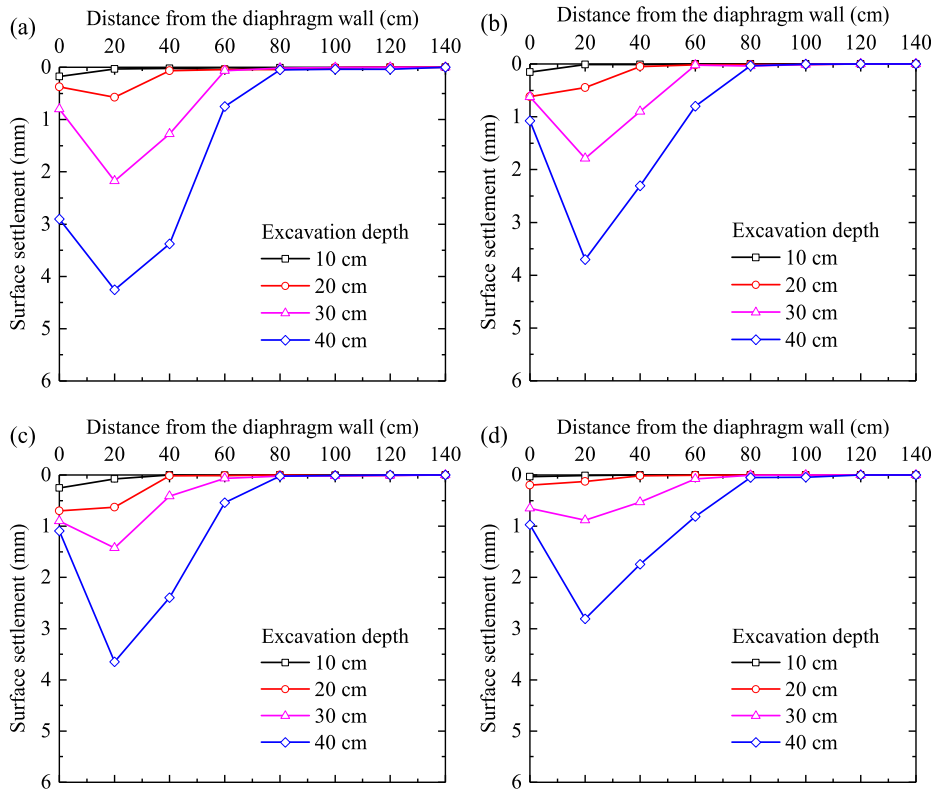 (a)
Distance from the diaphragm wall (cm)
0 20 40 60 80 100 120 140
0
1
2
3
4
5
6
Surface settlement (mm)
Excavation depth
10 cm
20 cm
30 cm
40 cm
(b)
Distance from the diaphragm wall (cm)
0 20 40 60 80 100 120 140
0
1
2
3
4
5
6
Surface settlement (mm)
Excavation depth
10 cm
20 cm
30 cm
40 cm
(c)
Distance from the diaphragm wall (cm)
0 20 40 60 80 100 120 140
0
1
2
3
4
5
6
Surface settlement (mm)
Excavation depth
10 cm
20 cm
30 cm
40 cm
(d)
Distance from the diaphragm wall (cm)
0 20 40 60 80 100 120 140
0
1
2
3
4
5
6
Surface settlement (mm)
Excavation depth
10 cm
20 cm
30 cm
40 cm